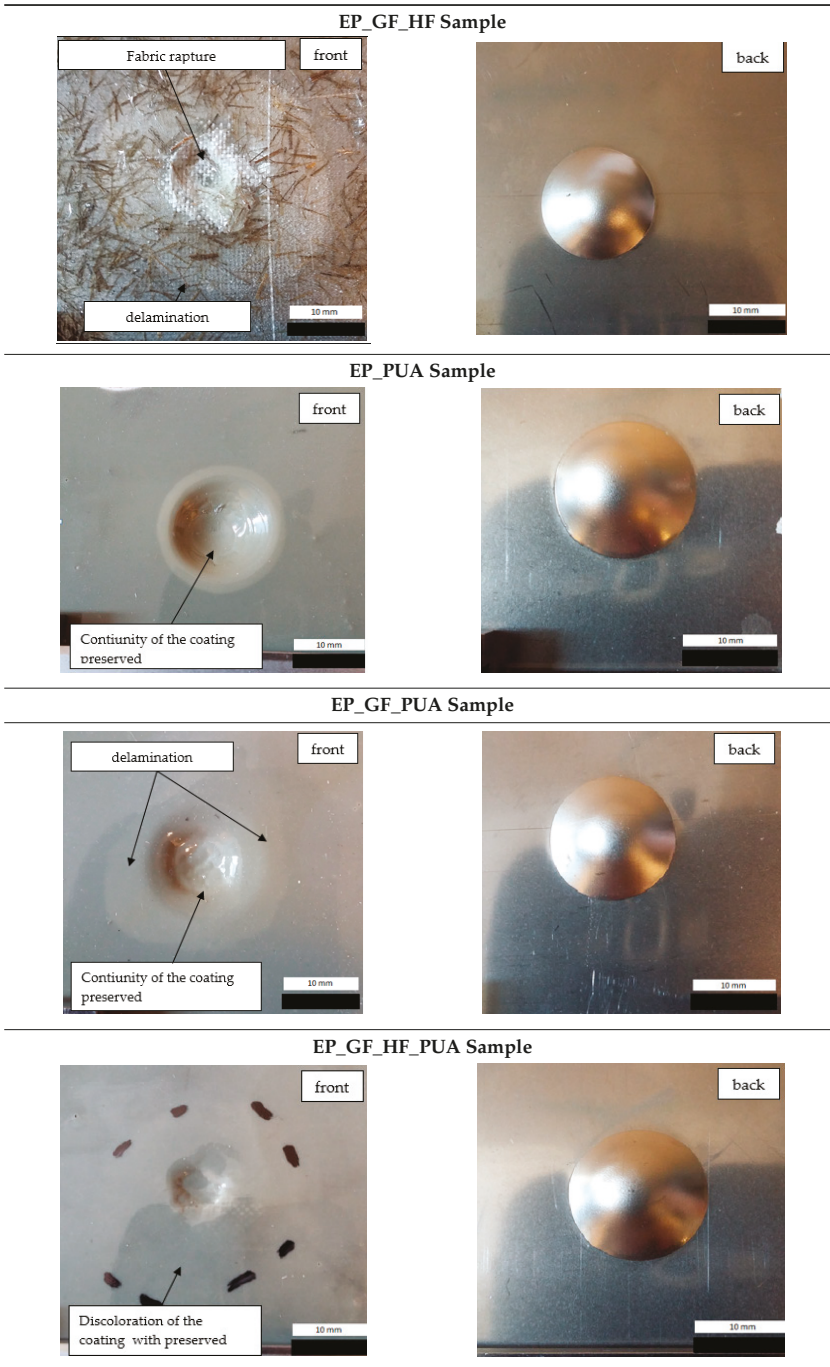 EP_GF_HF Sample
Fabric rapture
front
back
delamination
10 mm
10 mm
EP_PUA Sample
front
back
Contiunity of the coating
preserved
10 mm
10 mm
EP_GF_PUA Sample
delamination
front
back
Contiunity of the coating
preserved
10 mm
10 mm
EP_GF_HF_PUA Sample
front
back
Discoloration of the
coating with preserved
10 mm
10 mm